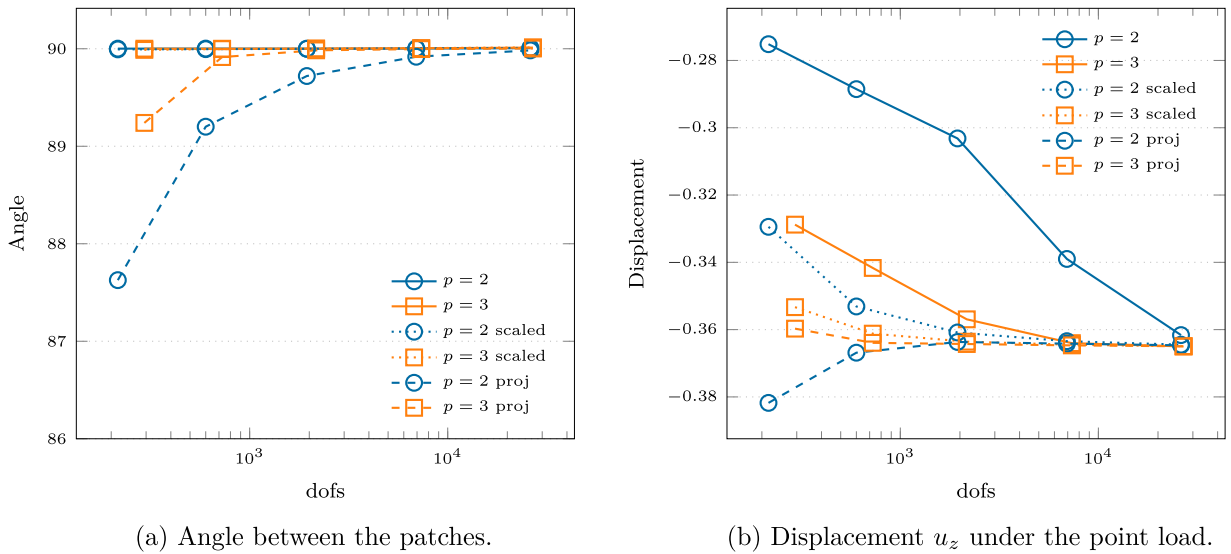 90
89
88
87
86
Angle
10^3
10^4
dofs
p = 2
p = 3
p = 2 scaled
p = 3 scaled
p = 2 proj
p = 3 proj
(a) Angle between the patches.
−0.28
−0.3
−0.32
−0.34
−0.36
−0.38
Displacement
10^3
10^4
dofs
p = 2
p = 3
p = 2 scaled
p = 3 scaled
p = 2 proj
p = 3 proj
(b) Displacement u_z under the point load.